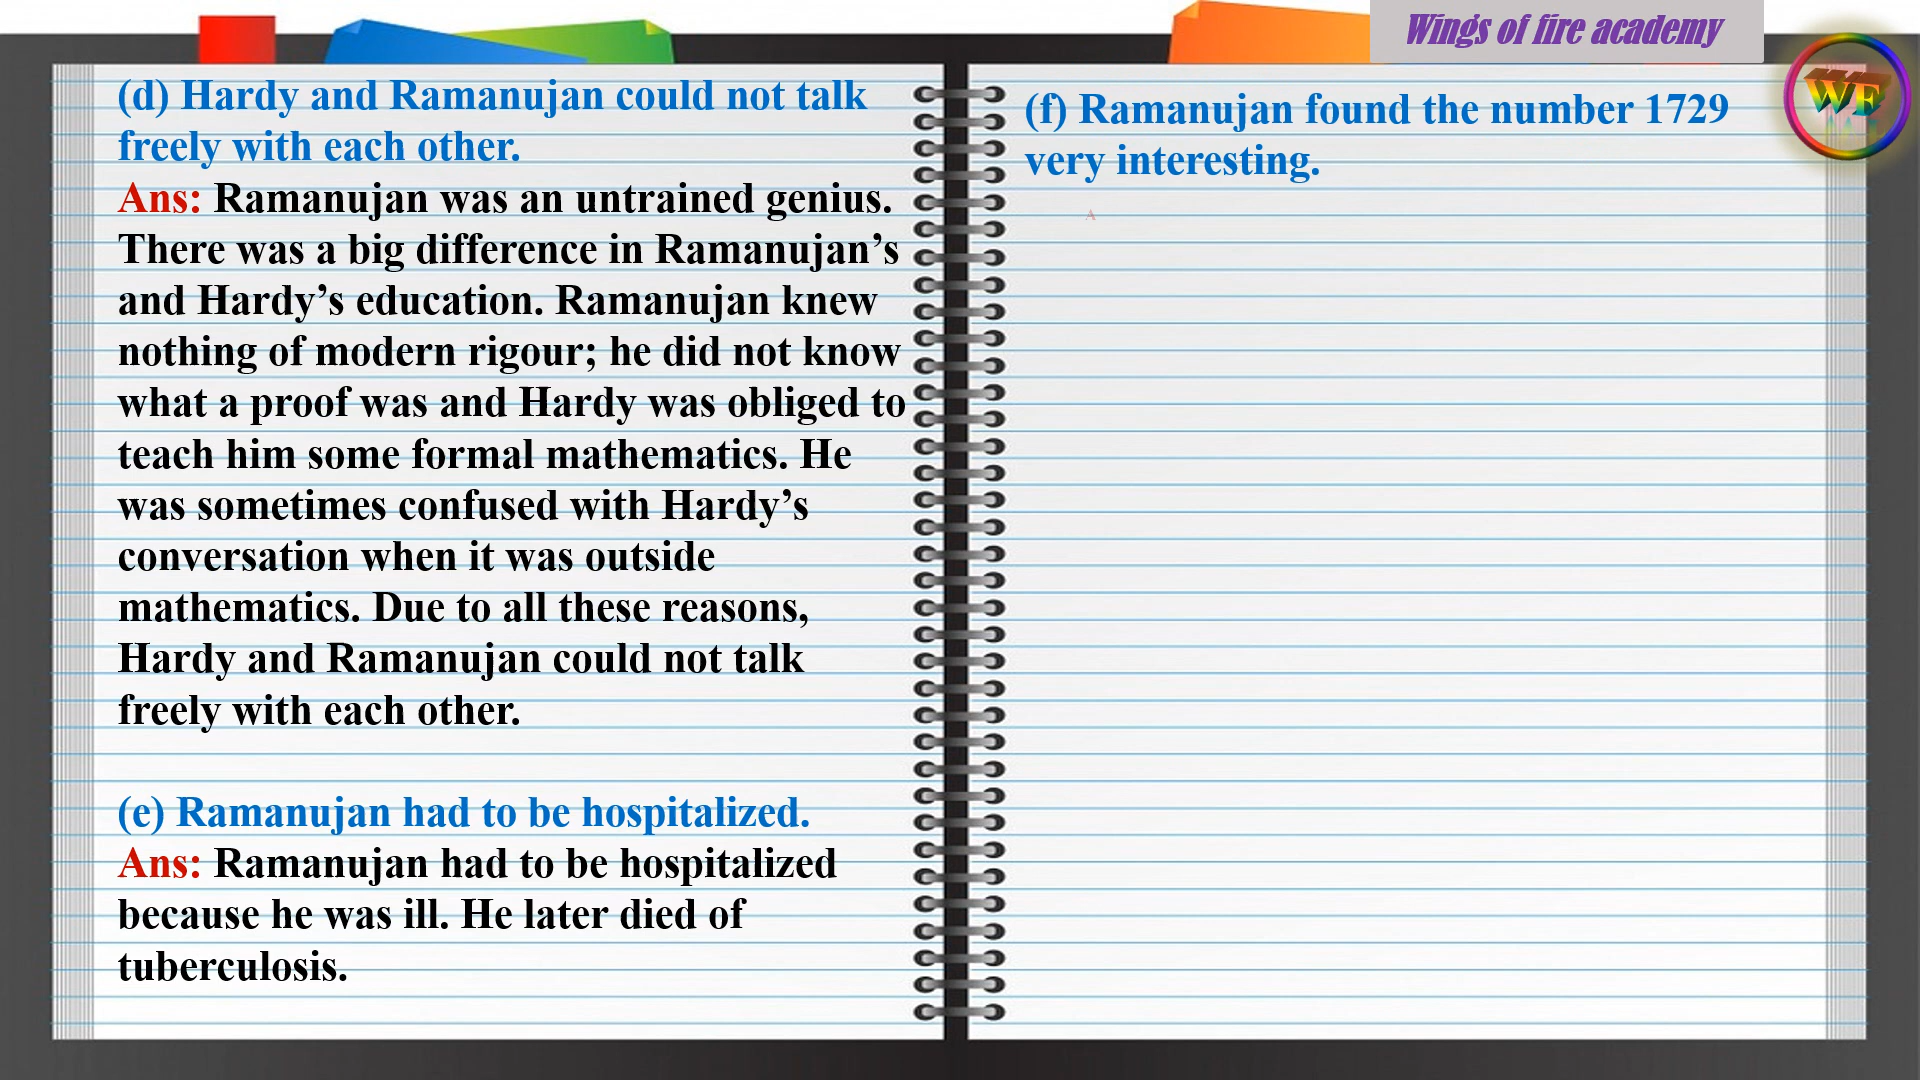 Wings of fire academy
WE
(d) Hardy and Ramanujan could not talk
freely with each other.
Ans: Ramanujan was an untrained genius.
There was a big difference in Ramanujan’s
and Hardy’s education. Ramanujan knew
nothing of modern rigour; he did not know
what a proof was and Hardy was obliged to
teach him some formal mathematics. He
was sometimes confused with Hardy’s
conversation when it was outside
mathematics. Due to all these reasons,
Hardy and Ramanujan could not talk
freely with each other.
(e) Ramanujan had to be hospitalized.
Ans: Ramanujan had to be hospitalized
because he was ill. He later died of
tuberculosis.
(f) Ramanujan found the number 1729
very interesting.
A